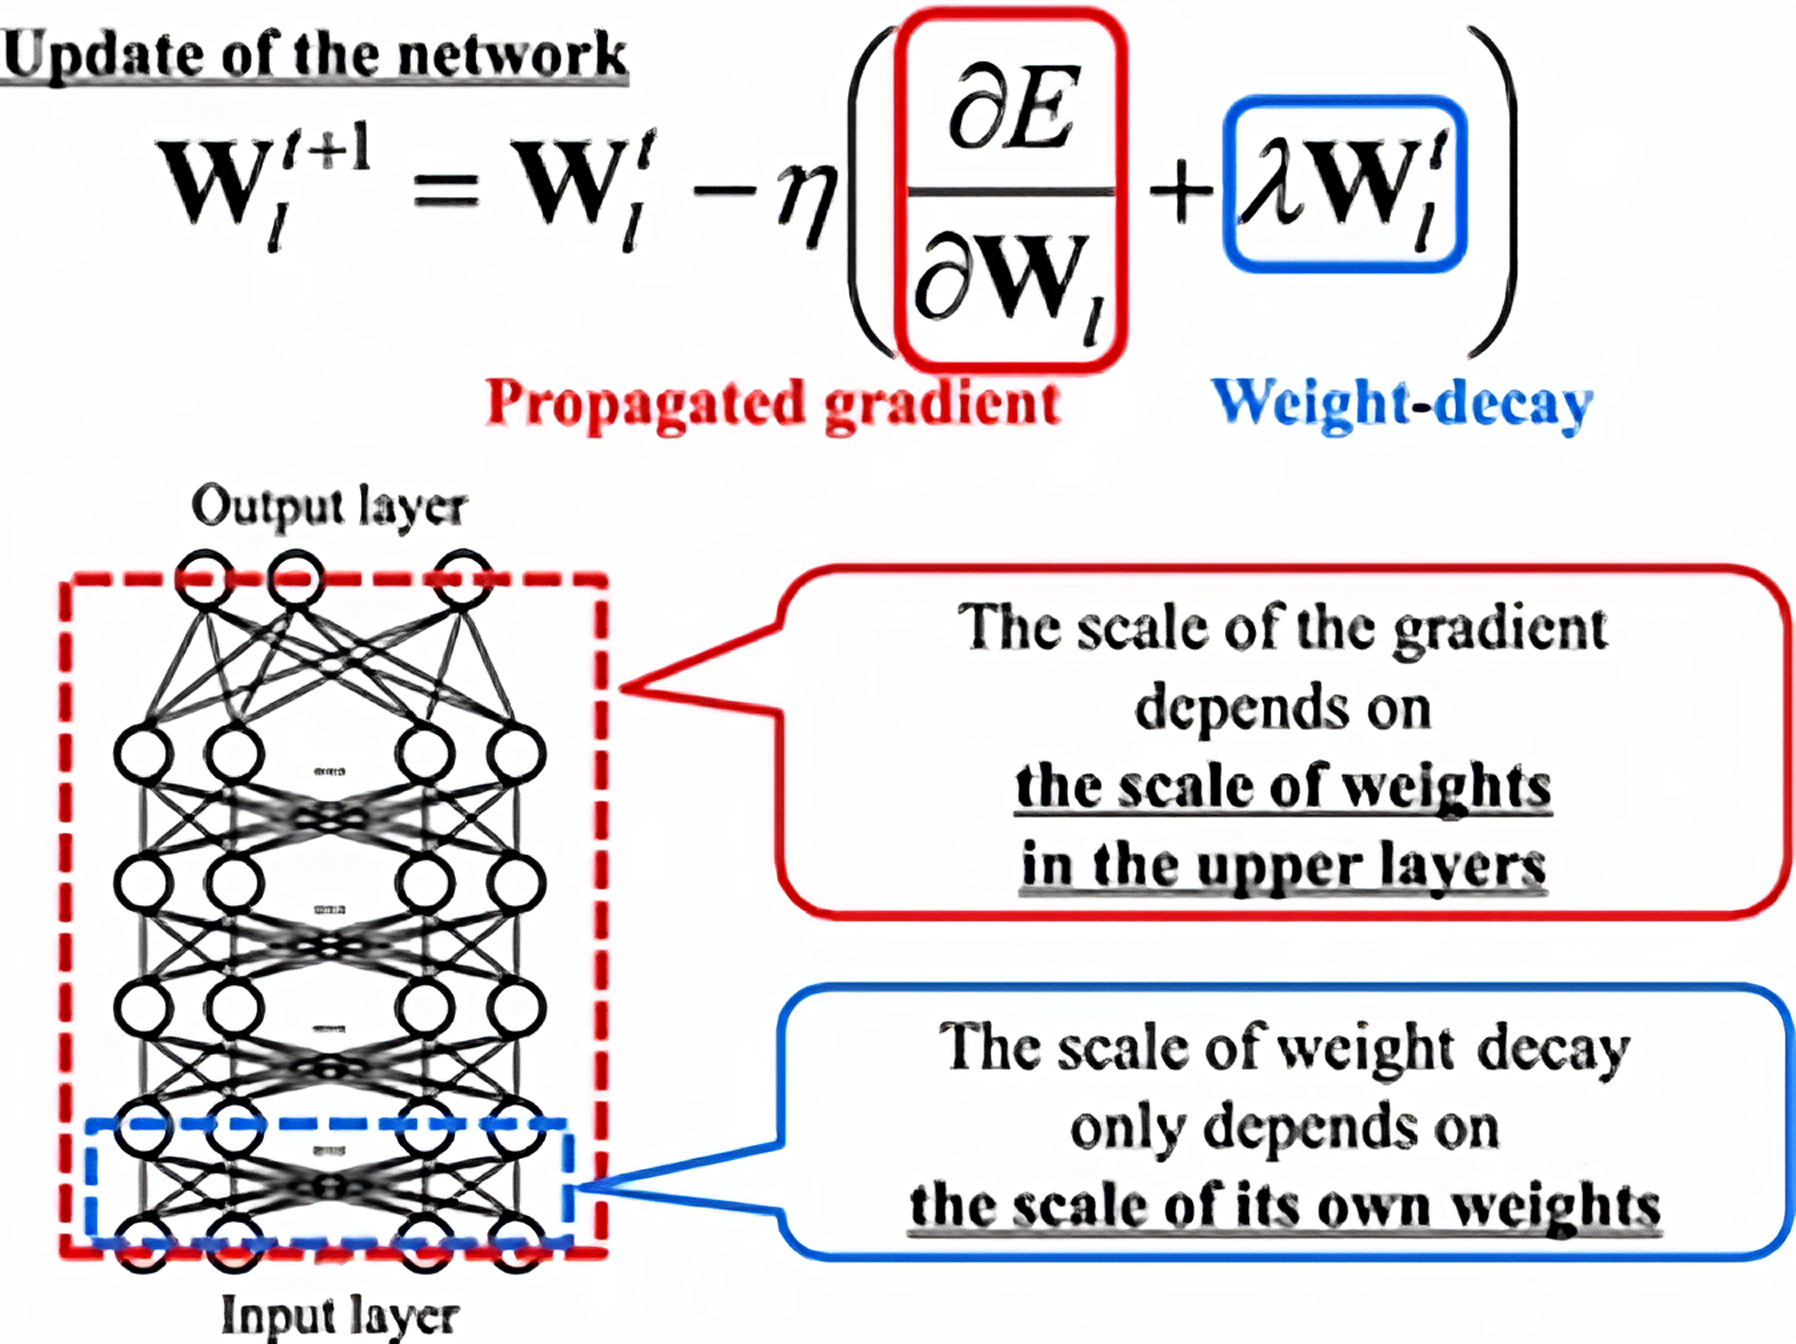 Update of the network
W_l^{t+1} = W_l^t − η( ∂E/∂W_l + λW_l^t )
Propagated gradient
Weight-decay
Output layer
The scale of the gradient
depends on
the scale of weights
in the upper layers
The scale of weight decay
only depends on
the scale of its own weights
Input layer